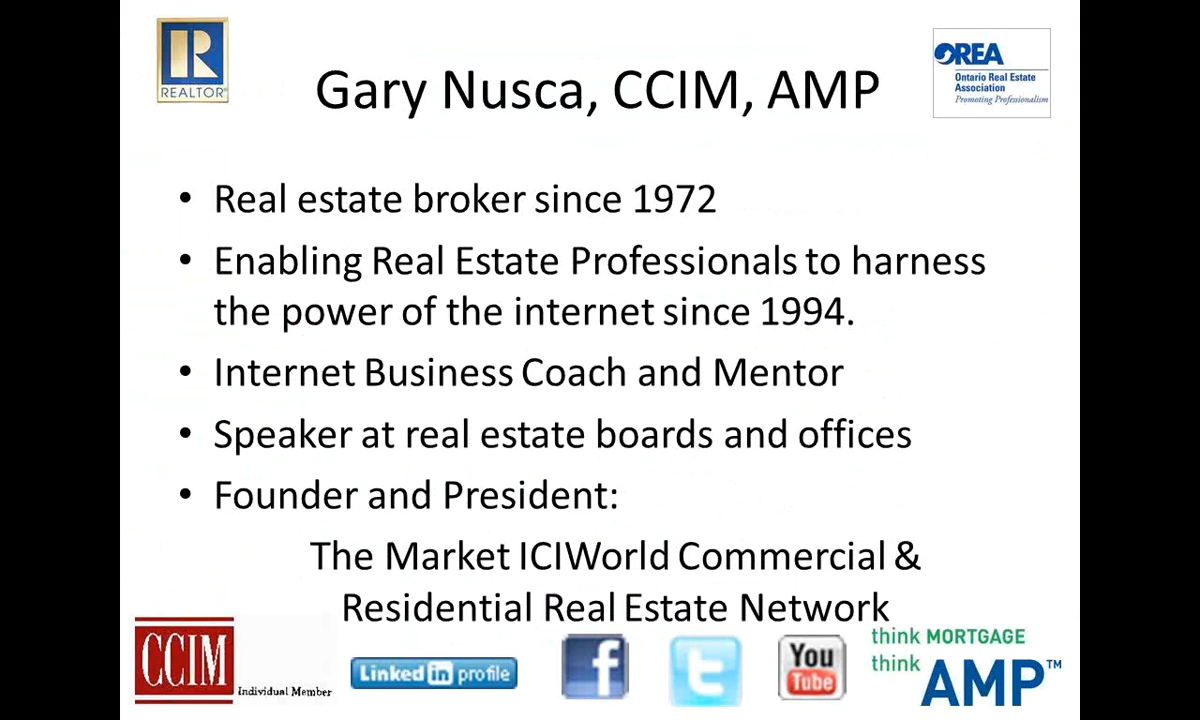 REALTOR®
OREA
Ontario Real Estate
Association
Promoting Professionalism
Gary Nusca, CCIM, AMP
• Real estate broker since 1972
• Enabling Real Estate Professionals to harness
the power of the internet since 1994.
• Internet Business Coach and Mentor
• Speaker at real estate boards and offices
• Founder and President:
The Market ICIWorld Commercial &
Residential Real Estate Network
CCIM
Individual Member
Linked in profile
f
t
You
Tube
think MORTGAGE
think AMP™